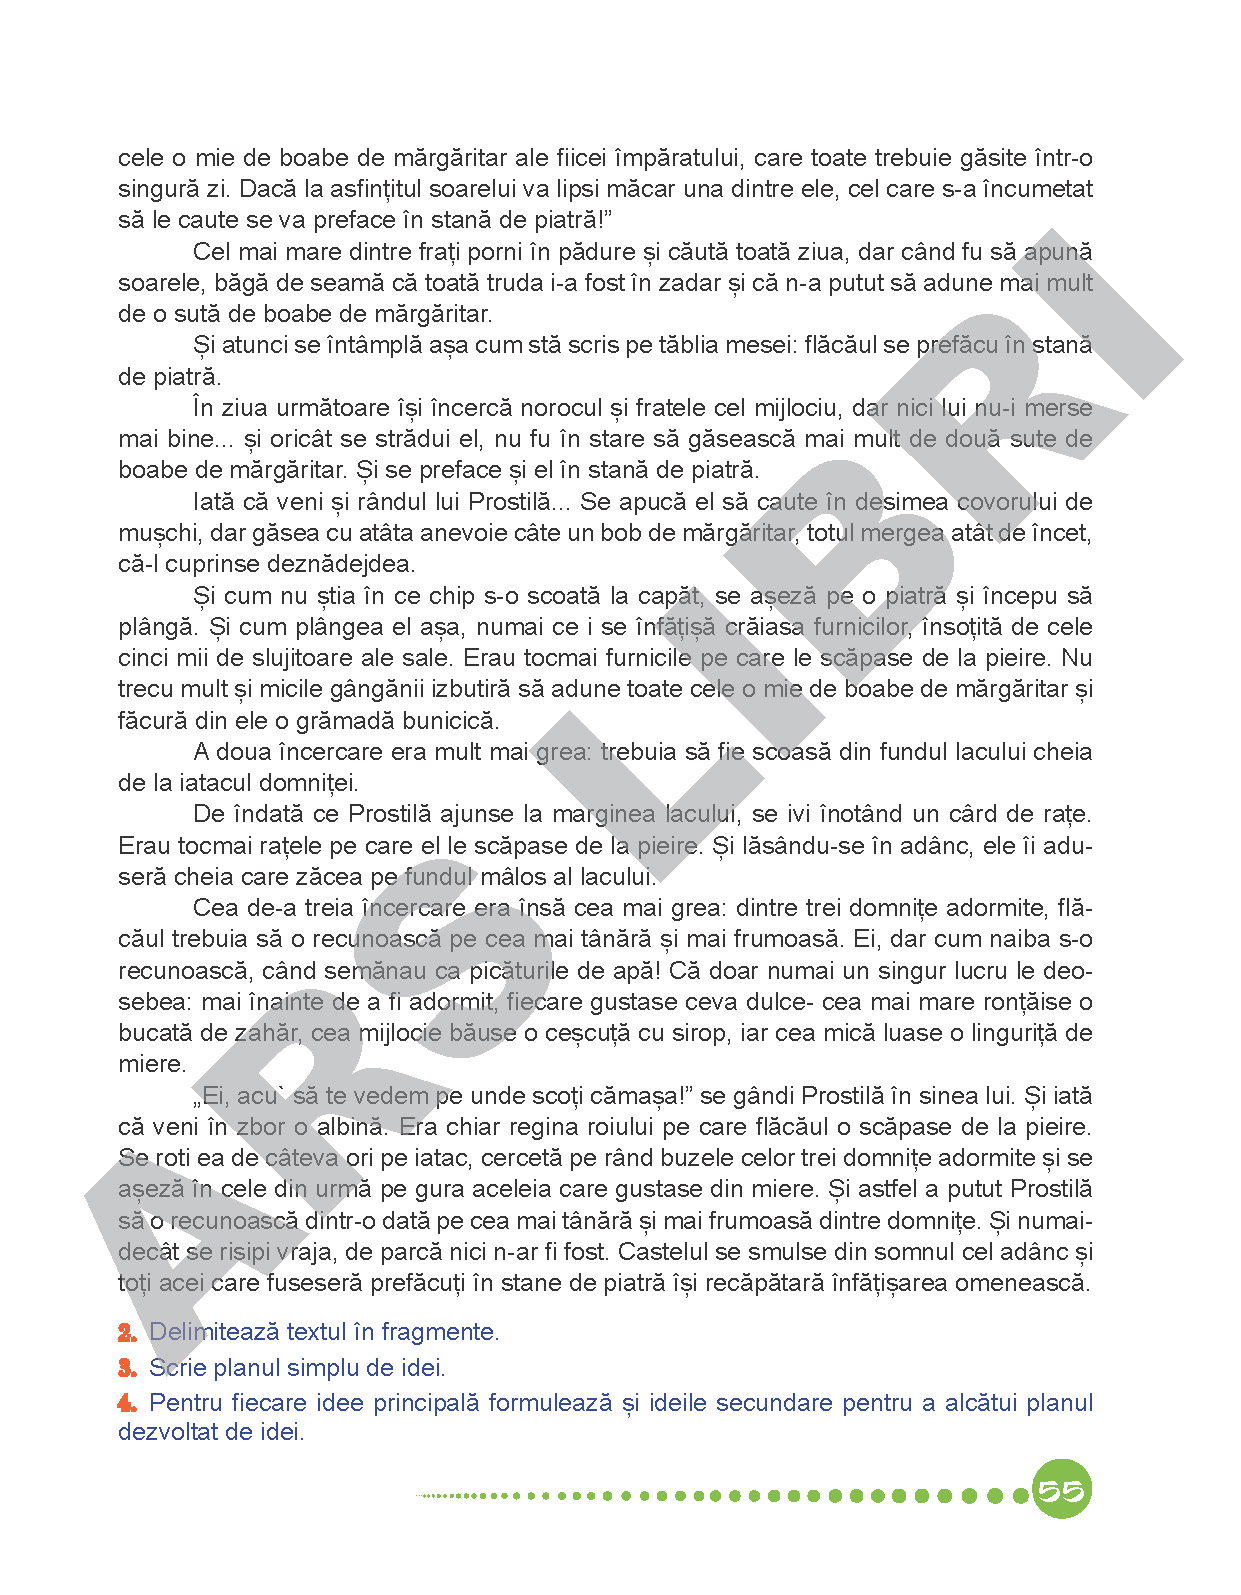 cele o mie de boabe de mărgăritar ale fiicei împăratului, care toate trebuie găsite într-o
singură zi. Dacă la asfințitul soarelui va lipsi măcar una dintre ele, cel care s-a încumetat
să le caute se va preface în stană de piatră!”
Cel mai mare dintre frați porni în pădure și căută toată ziua, dar când fu să apună
soarele, băgă de seamă că toată truda i-a fost în zadar și că n-a putut să adune mai mult
de o sută de boabe de mărgăritar.
Și atunci se întâmplă așa cum stă scris pe tăblia mesei: flăcăul se prefăcu în stană
de piatră.
În ziua următoare își încercă norocul și fratele cel mijlociu, dar nici lui nu-i merse
mai bine... și oricât se strădui el, nu fu în stare să găsească mai mult de două sute de
boabe de mărgăritar. Și se preface și el în stană de piatră.
Iată că veni și rândul lui Prostilă... Se apucă el să caute în desimea covorului de
mușchi, dar găsea cu atâta anevoie câte un bob de mărgăritar, totul mergea atât de încet,
că-l cuprinse deznădejdea.
Și cum nu știa în ce chip s-o scoată la capăt, se așeză pe o piatră și începu să
plângă. Și cum plângea el așa, numai ce i se înfățișă crăiasa furnicilor, însoțită de cele
cinci mii de slujitoare ale sale. Erau tocmai furnicile pe care le scăpase de la pieire. Nu
trecu mult și micile gângănii izbutiră să adune toate cele o mie de boabe de mărgăritar și
făcură din ele o grămadă bunicică.
A doua încercare era mult mai grea: trebuia să fie scoasă din fundul lacului cheia
de la iatacul domniței.
De îndată ce Prostilă ajunse la marginea lacului, se ivi înotând un cârd de rațe.
Erau tocmai rațele pe care el le scăpase de la pieire. Și lăsându-se în adânc, ele îi adu-
seră cheia care zăcea pe fundul mâlos al lacului.
Cea de-a treia încercare era însă cea mai grea: dintre trei domnițe adormite, flă-
căul trebuia să o recunoască pe cea mai tânără și mai frumoasă. Ei, dar cum naiba s-o
recunoască, când semănau ca picăturile de apă! Că doar numai un singur lucru le deo-
sebea: mai înainte de a fi adormit, fiecare gustase ceva dulce- cea mai mare ronțăise o
bucată de zahăr, cea mijlocie băuse o ceșcuță cu sirop, iar cea mică luase o linguriță de
miere.
„Ei, acu` să te vedem pe unde scoți cămașa!” se gândi Prostilă în sinea lui. Și iată
că veni în zbor o albină. Era chiar regina roiului pe care flăcăul o scăpase de la pieire.
Se roti ea de câteva ori pe iatac, cercetă pe rând buzele celor trei domnițe adormite și se
așeză în cele din urmă pe gura aceleia care gustase din miere. Și astfel a putut Prostilă
să o recunoască dintr-o dată pe cea mai tânără și mai frumoasă dintre domnițe. Și numai-
decât se risipi vraja, de parcă nici n-ar fi fost. Castelul se smulse din somnul cel adânc și
toți acei care fuseseră prefăcuți în stane de piatră își recăpătară înfățișarea omenească.
2. Delimitează textul în fragmente.
3. Scrie planul simplu de idei.
4. Pentru fiecare idee principală formulează și ideile secundare pentru a alcătui planul
dezvoltat de idei.
55
ARS LIBRI